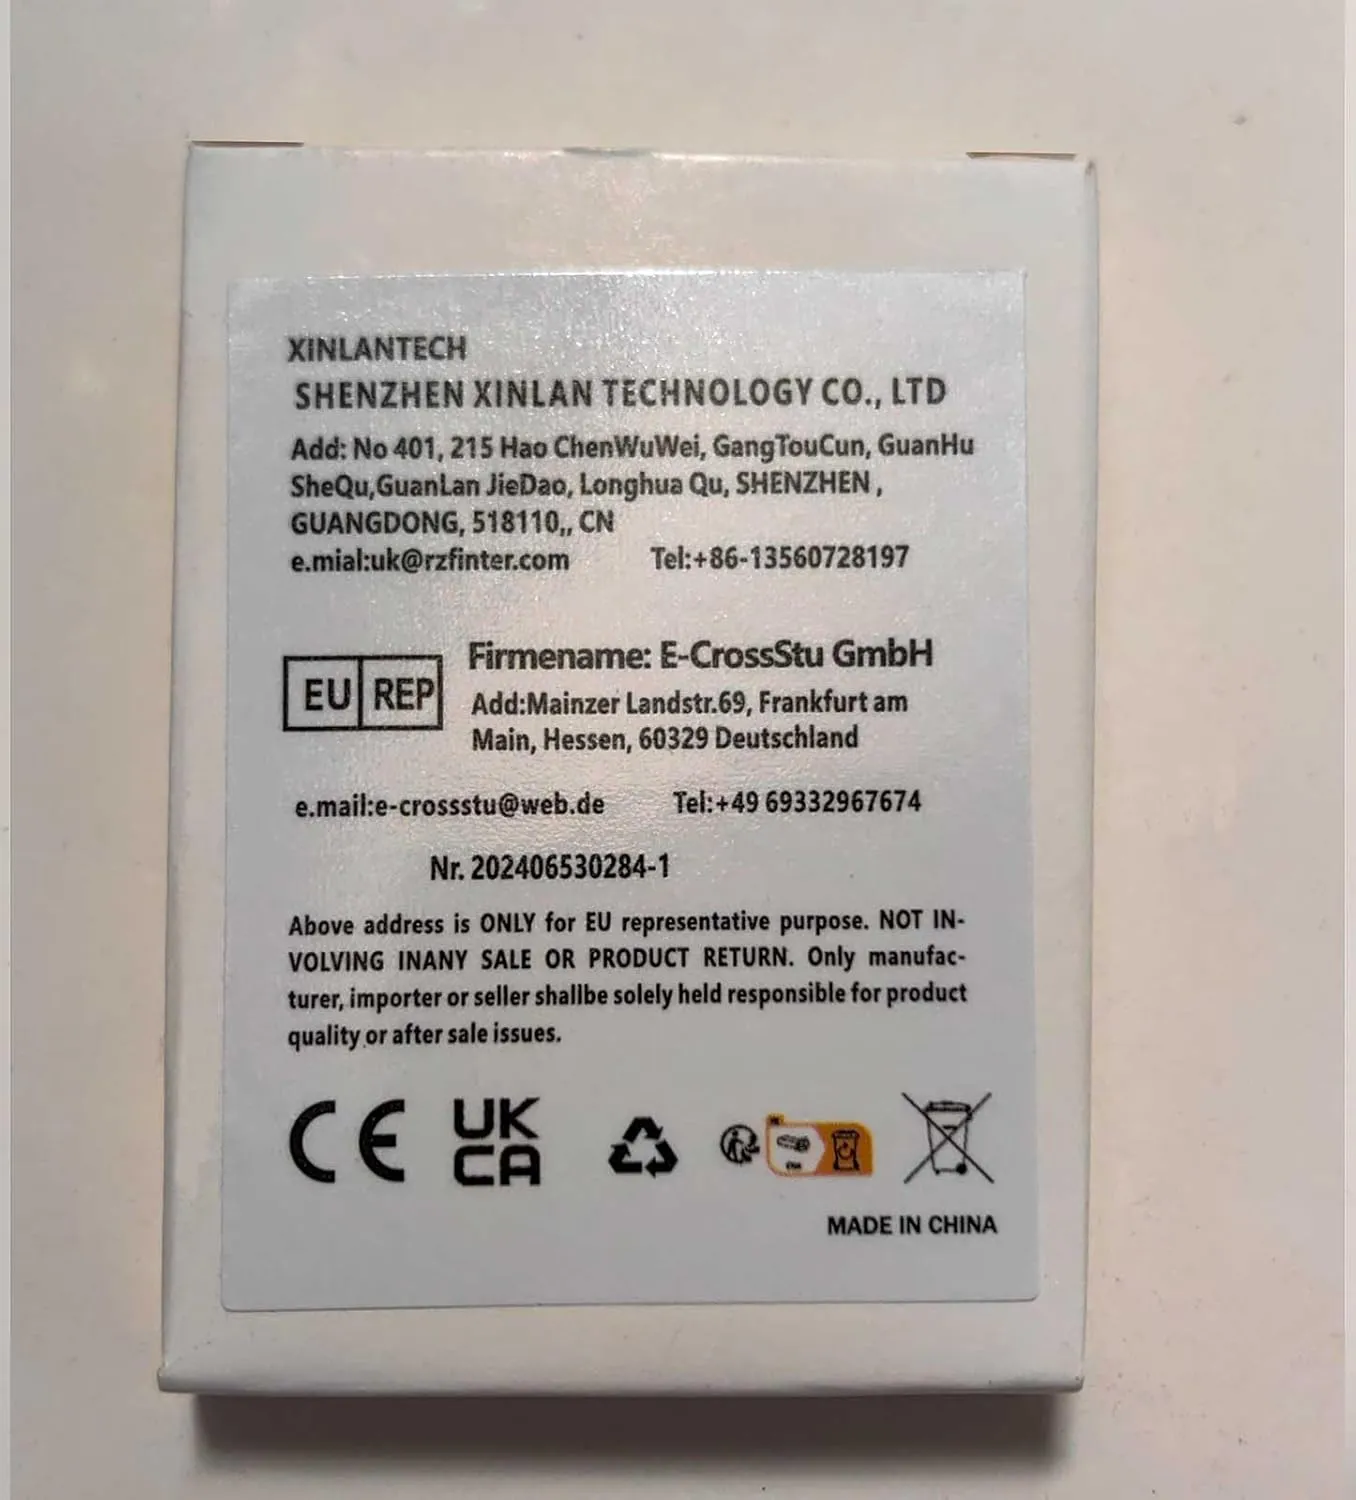 XINLANTECH
SHENZHEN XINLAN TECHNOLOGY CO., LTD
Add: No 401, 215 Hao ChenWuWei, GangTouCun, GuanHu
SheQu,GuanLan JieDao, Longhua Qu, SHENZHEN ,
GUANGDONG, 518110,, CN
e.mial:uk@rzfinter.com Tel:+86-13560728197
EU REP
Firmename: E-CrossStu GmbH
Add:Mainzer Landstr.69, Frankfurt am
Main, Hessen, 60329 Deutschland
e.mail:e-crossstu@web.de Tel:+49 69332967674
Nr. 202406530284-1
Above address is ONLY for EU representative purpose. NOT IN-
VOLVING INANY SALE OR PRODUCT RETURN. Only manufac-
turer, importer or seller shallbe solely held responsible for product
quality or after sale issues.
CE
UK
CA
MADE IN CHINA